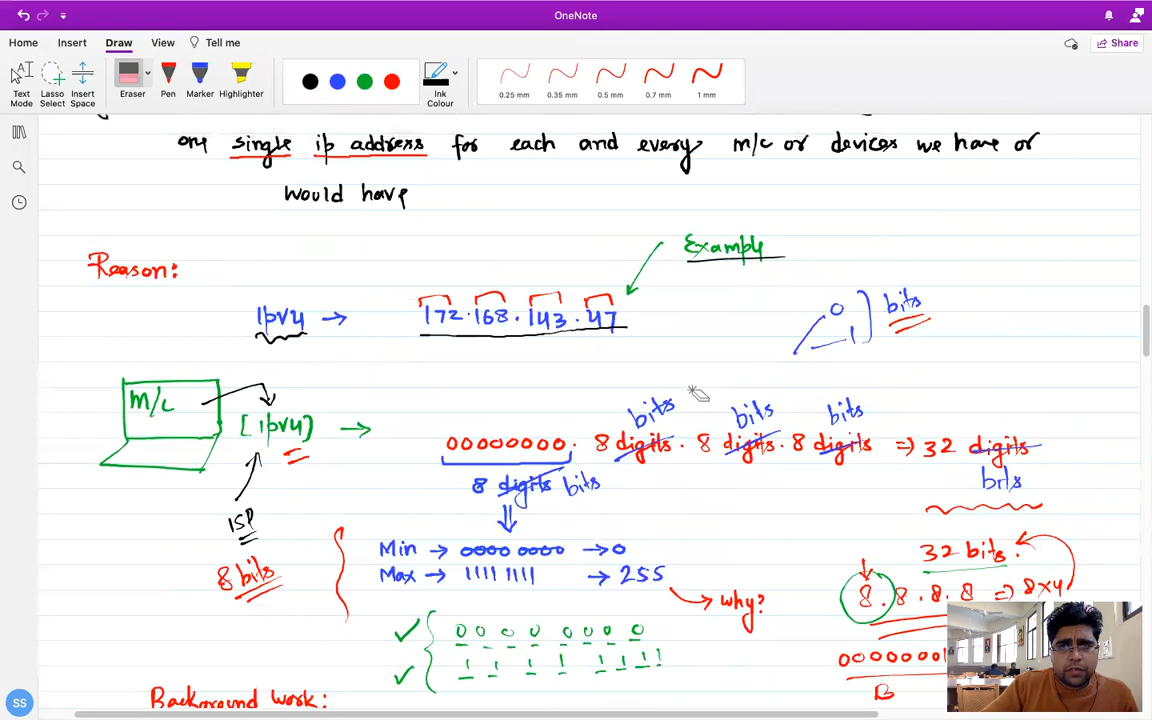 OneNote
Home Insert Draw View Tell me
Share
Eraser Pen Marker Highlighter
Text Mode
Lasso Select
Insert Space
Ink Colour
0.25 mm 0.35 mm 0.5 mm 0.7 mm 1 mm
one single ip address for each and every m/c or devices we have or
would have
Example
Reason:
ipv4 → 172.168.143.47
0
1
bits
m/c
[ipv4] →
bits bits bits
00000000. 8 digits. 8 digits. 8 digits ⇒ 32 digits
8 digits bits
bits
ISP
8 bits
Min → 0000 0000 → 0
Max → 1111 1111 → 255
why?
32 bits.
8.8.8.8 ⇒ 8x4
0 0 0 0 0 0 0 0
1 1 1 1 1 1 1 1
0000000
B
Background work:
SS